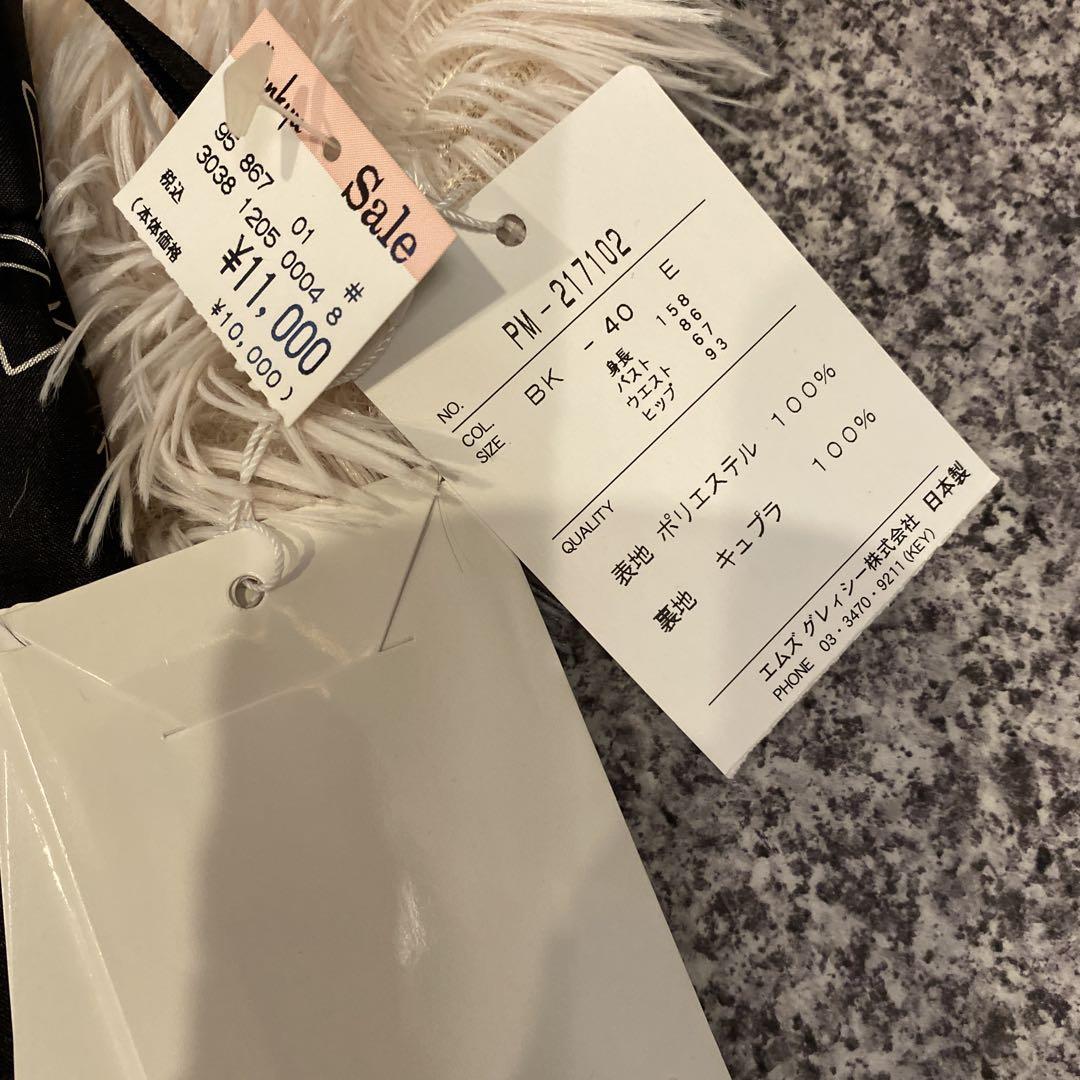 Sale
95 867 01
3038 1205 0004 8 #
税込 ¥11,000
(本体価格 ¥10,000)
NO. PM-217102
COL. BK - 40 E
SIZE 身長 158
バスト 86
ウエスト 67
ヒップ 93
QUALITY
表地 ポリエステル 100%
裏地 キュプラ 100%
エムズ グレィシー株式会社 日本製
PHONE 03・3470・9211(KEY)